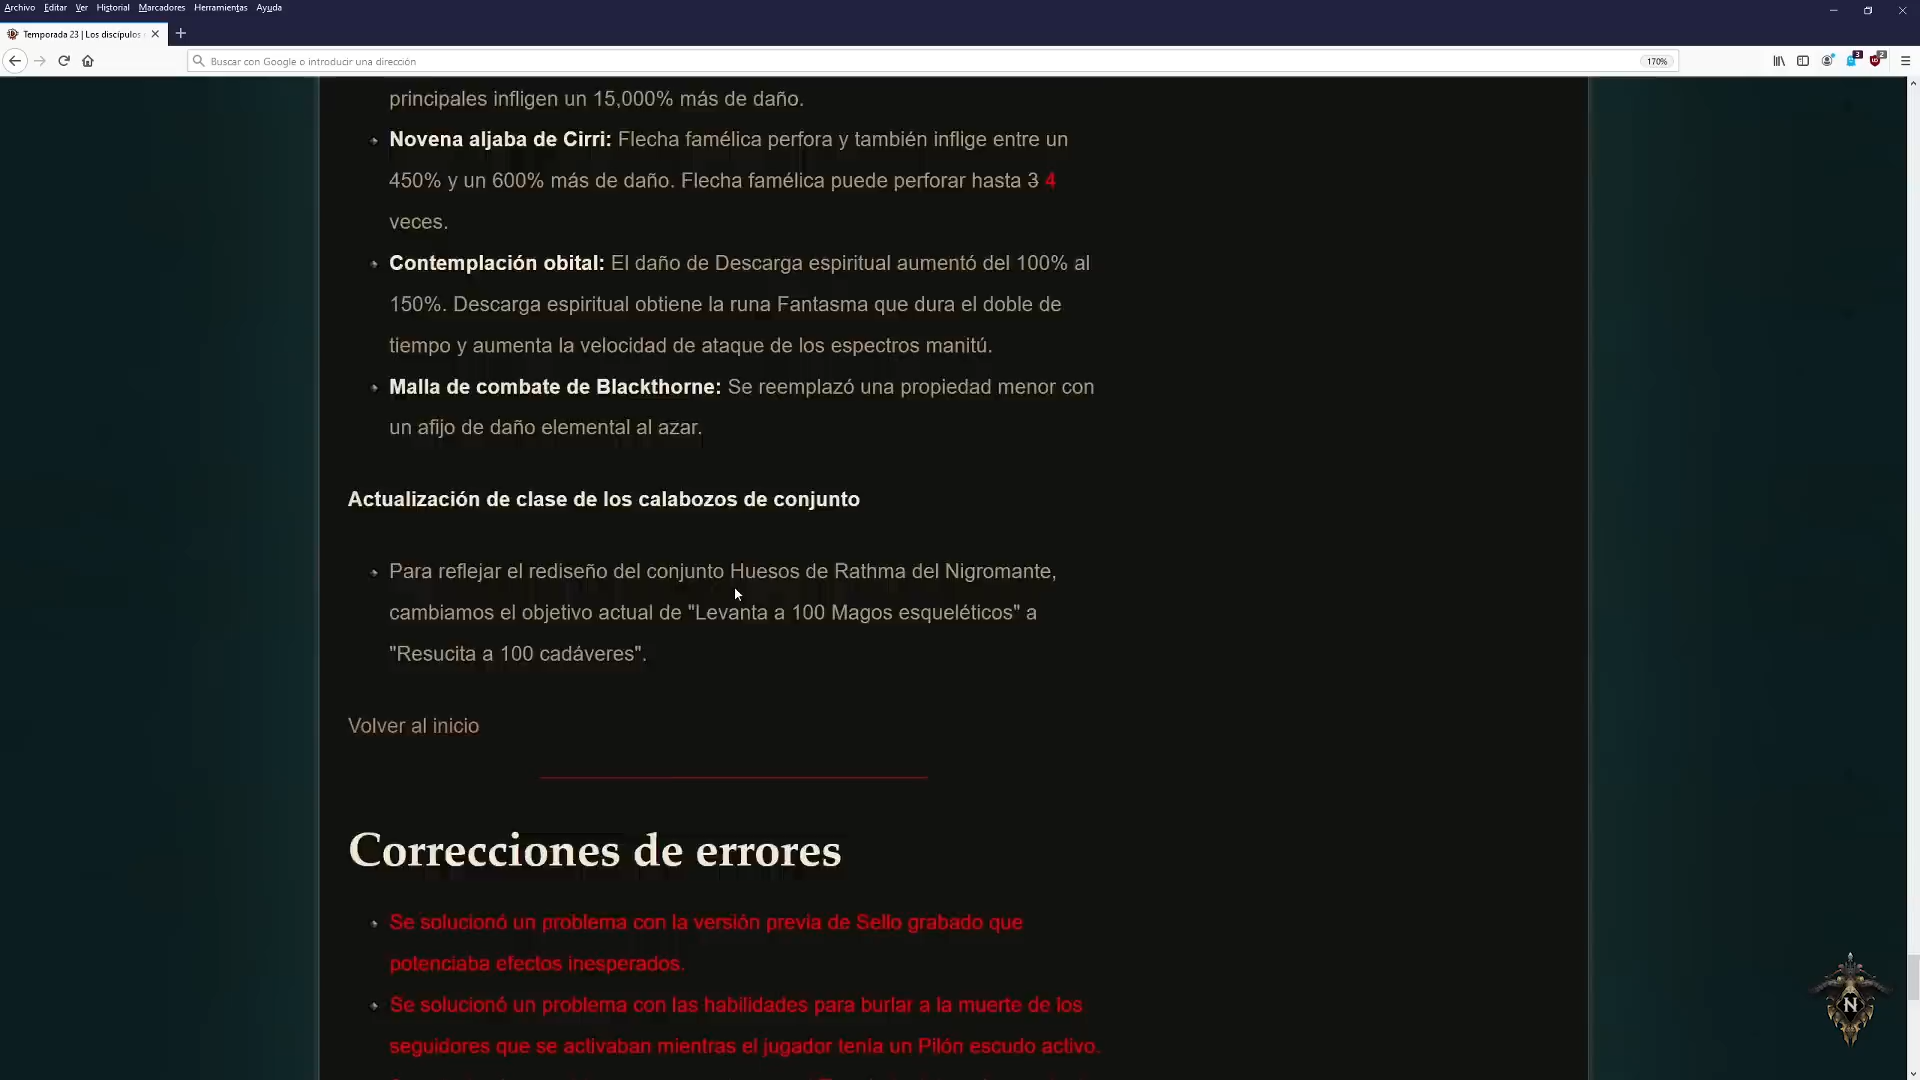 Archivo Editar Ver Historial Marcadores Herramientas Ayuda
Temporada 23 | Los discípulos
Buscar con Google o introducir una dirección
170%
3
2
principales infligen un 15,000% más de daño.
Novena aljaba de Cirri: Flecha famélica perfora y también inflige entre un
450% y un 600% más de daño. Flecha famélica puede perforar hasta 3 4
veces.
Contemplación obital: El daño de Descarga espiritual aumentó del 100% al
150%. Descarga espiritual obtiene la runa Fantasma que dura el doble de
tiempo y aumenta la velocidad de ataque de los espectros manitú.
Malla de combate de Blackthorne: Se reemplazó una propiedad menor con
un afijo de daño elemental al azar.
Actualización de clase de los calabozos de conjunto
Para reflejar el rediseño del conjunto Huesos de Rathma del Nigromante,
cambiamos el objetivo actual de "Levanta a 100 Magos esqueléticos" a
"Resucita a 100 cadáveres".
Volver al inicio
Correcciones de errores
Se solucionó un problema con la versión previa de Sello grabado que
potenciaba efectos inesperados.
Se solucionó un problema con las habilidades para burlar a la muerte de los
seguidores que se activaban mientras el jugador tenía un Pilón escudo activo.
N